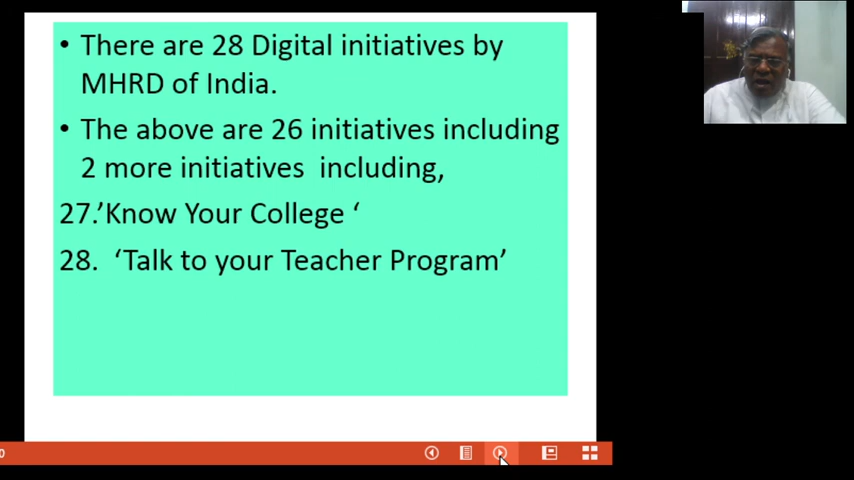 • There are 28 Digital initiatives by
MHRD of India.
• The above are 26 initiatives including
2 more initiatives including,
27.’Know Your College ‘
28. ‘Talk to your Teacher Program’
0